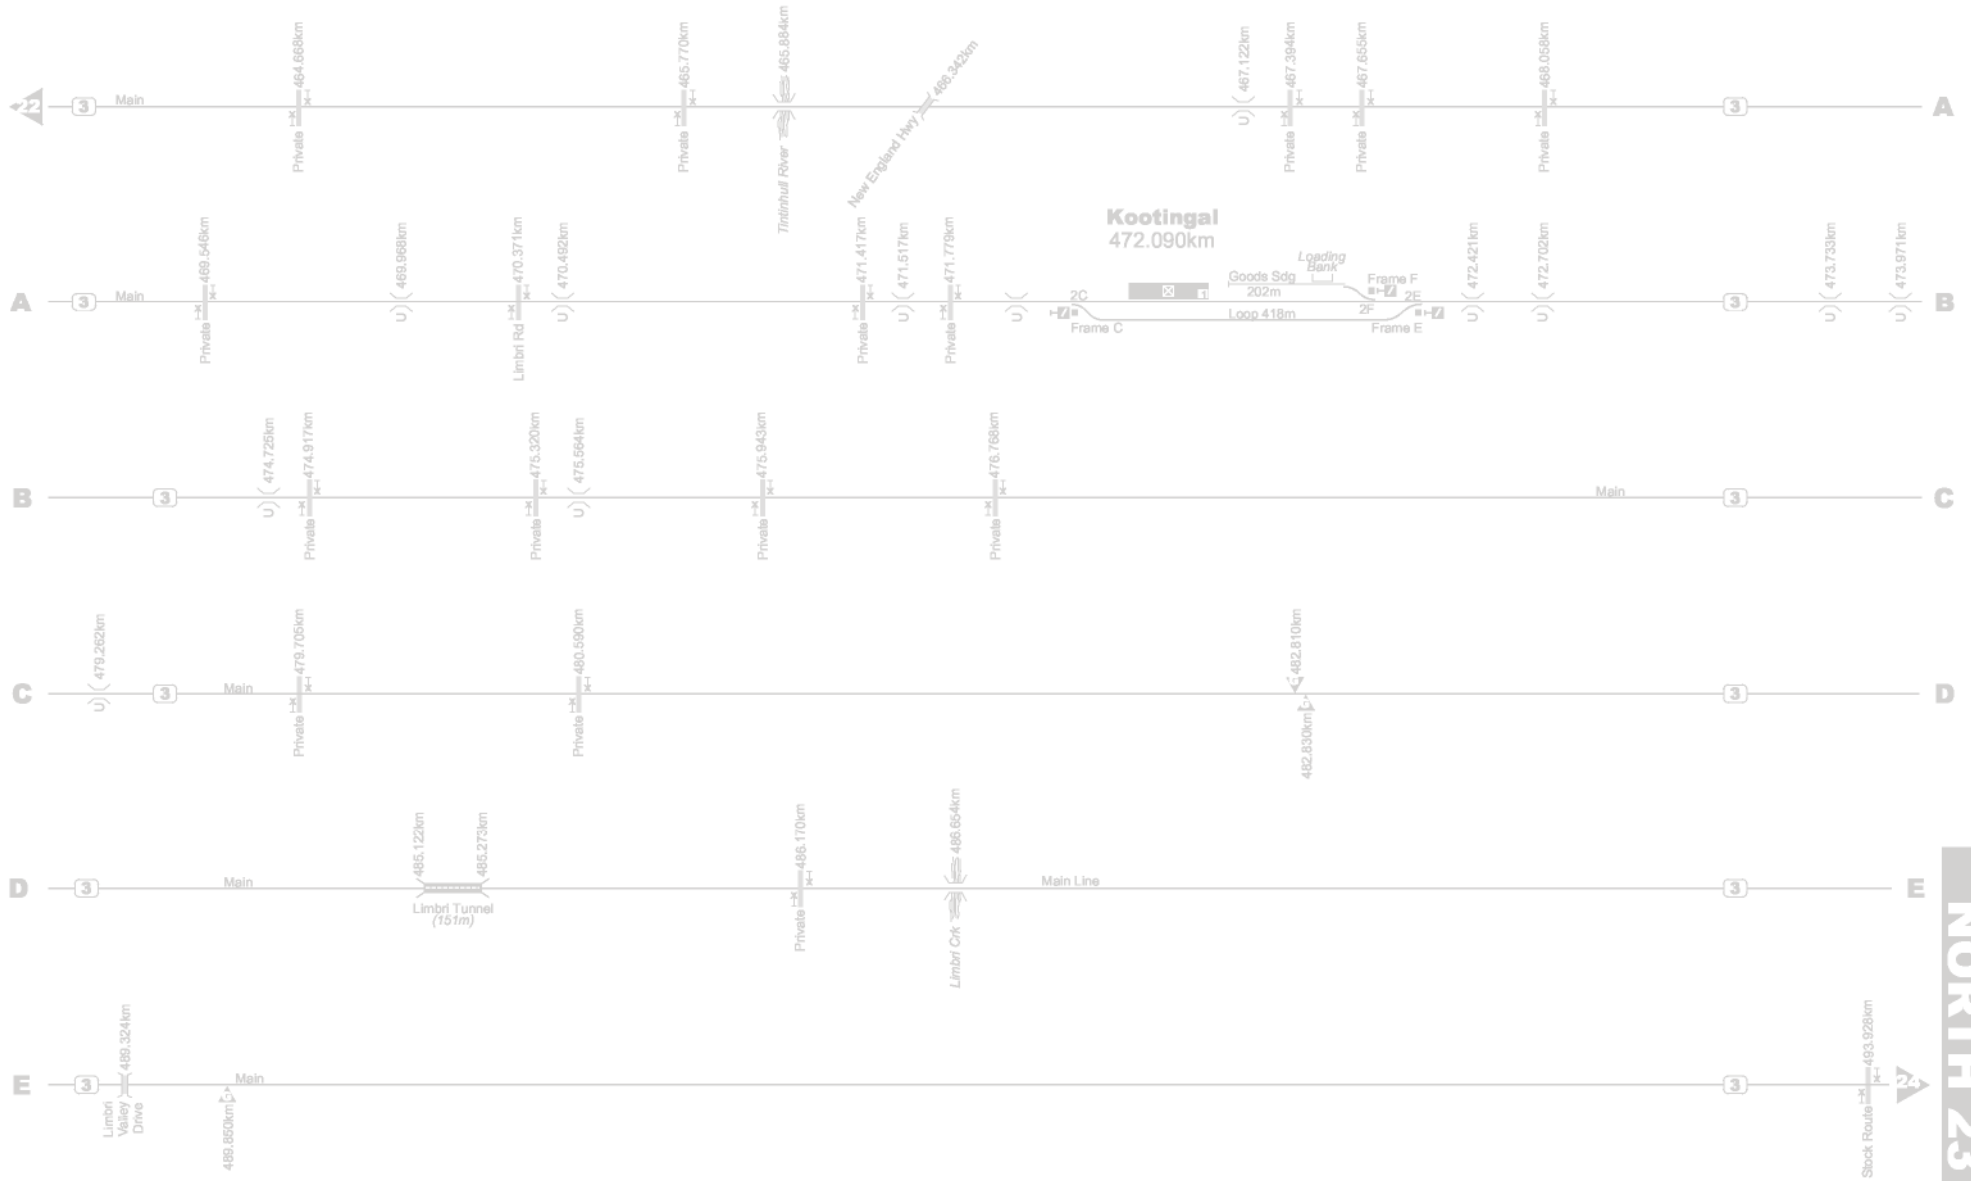 22
3
Main
464.668km
Private
465.770km
Private
465.884km
Tintinhull River
466.342km
New England Hwy
467.122km
U
467.394km
Private
467.655km
Private
468.058km
Private
3
A
Kootingal
472.090km
A
3
Main
469.546km
Private
469.968km
U
470.371km
Limbri Rd
470.492km
U
471.417km
Private
471.517km
U
471.779km
Private
U
2C
Frame C
1
Goods Sdg
202m
Loading
Bank
Loop 418m
Frame F
2F
2E
Frame E
472.421km
U
472.702km
U
3
473.733km
U
473.971km
U
B
B
3
474.725km
U
474.917km
Private
475.320km
Private
475.564km
U
475.943km
Private
476.768km
Private
Main
3
C
C
479.262km
U
3
Main
479.705km
Private
480.590km
Private
482.810km
G
G
482.830km
3
D
D
3
Main
485.122km
485.273km
Limbri Tunnel
(151m)
486.170km
Private
486.654km
Limbri Crk
Main Line
3
E
E
3
489.324km
Limbri
Valley
Drive
Main
G
489.850km
3
493.928km
Stock Route
24
NORTH 23